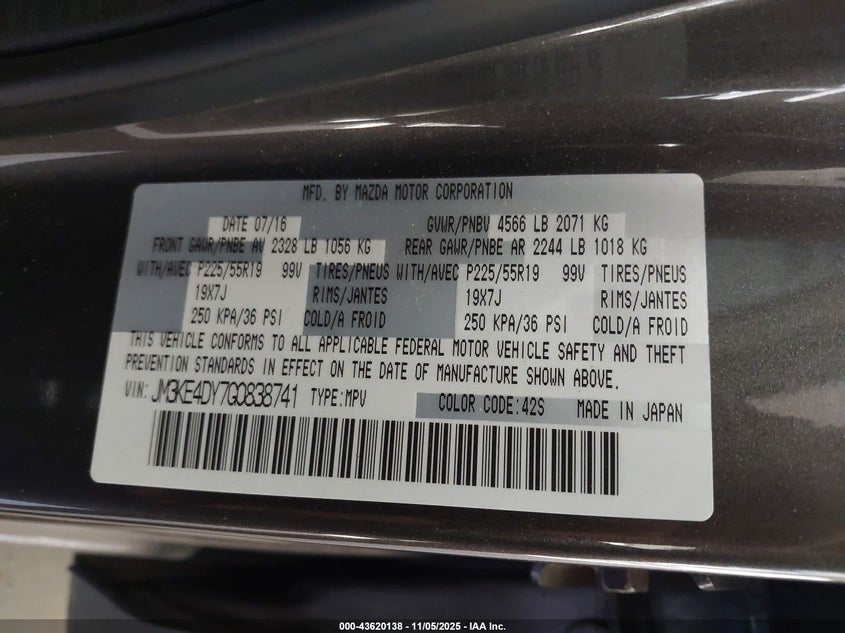 MFD. BY MAZDA MOTOR CORPORATION
DATE 07/16 GVWR/PNBV 4566 LB 2071 KG
FRONT GAWR/PNBE AV 2328 LB 1056 KG REAR GAWR/PNBE AR 2244 LB 1018 KG
WITH/AVEC P225/55R19 99V TIRES/PNEUS WITH/AVEC P225/55R19 99V TIRES/PNEUS
19X7J RIMS/JANTES 19X7J RIMS/JANTES
250 KPA/36 PSI COLD/A FROID 250 KPA/36 PSI COLD/A FROID
THIS VEHICLE CONFORMS TO ALL APPLICABLE FEDERAL MOTOR VEHICLE SAFETY AND THEFT
PREVENTION STANDARDS IN EFFECT ON THE DATE OF MANUFACTURE SHOWN ABOVE.
VIN: JM3KE4DY7G0838741 TYPE:MPV COLOR CODE:42S MADE IN JAPAN
000-43620138 - 11/05/2025 - IAA Inc.